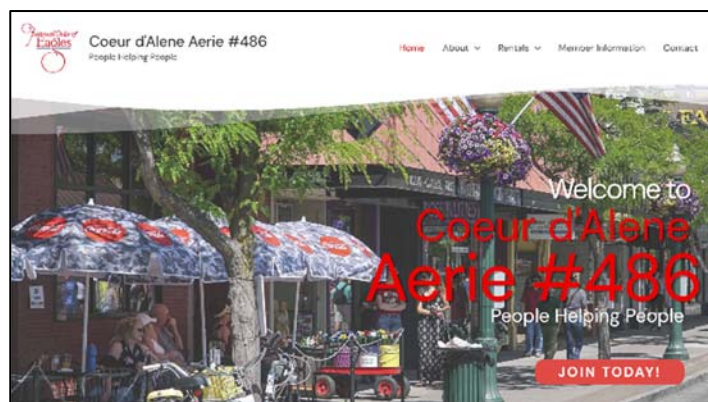 Fraternal Order of
Eagles
Coeur d'Alene Aerie #486
People Helping People
Home
About
Rentals
Member Information
Contact
EA
Welcome to
Coeur d'Alene
Aerie #486
People Helping People
JOIN TODAY!